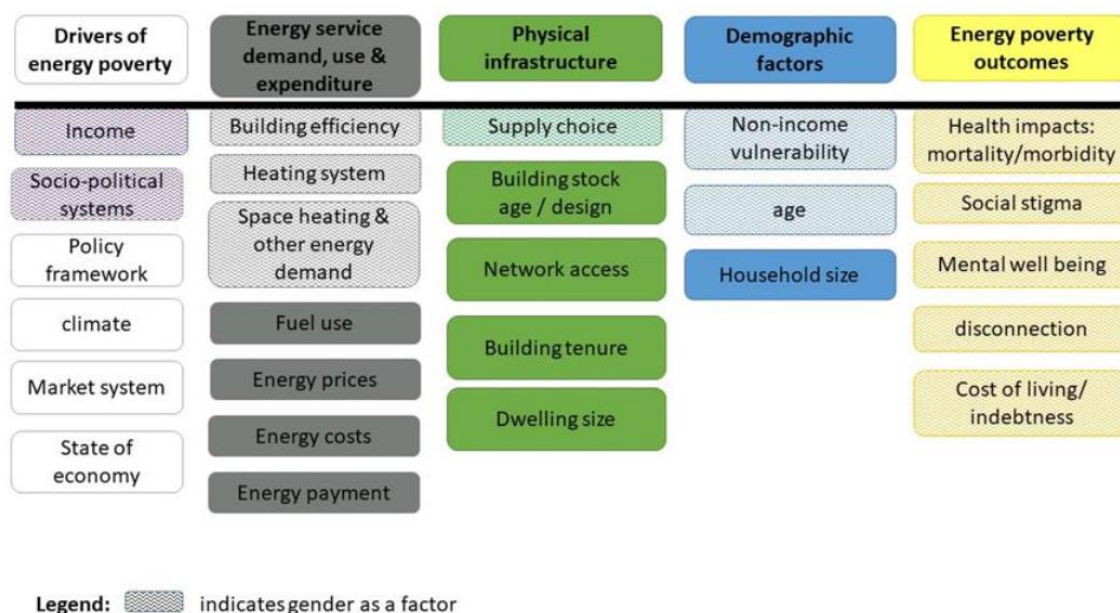 Drivers of
energy poverty
Energy service
demand, use &
expenditure
Physical
infrastructure
Demographic
factors
Energy poverty
outcomes
Income
Socio-political
systems
Policy
framework
climate
Market system
State of
economy
Building efficiency
Heating system
Space heating &
other energy
demand
Fuel use
Energy prices
Energy costs
Energy payment
Supply choice
Building stock
age / design
Network access
Building tenure
Dwelling size
Non-income
vulnerability
age
Household size
Health impacts:
mortality/morbidity
Social stigma
Mental well being
disconnection
Cost of living/
indebtness
Legend: indicates gender as a factor